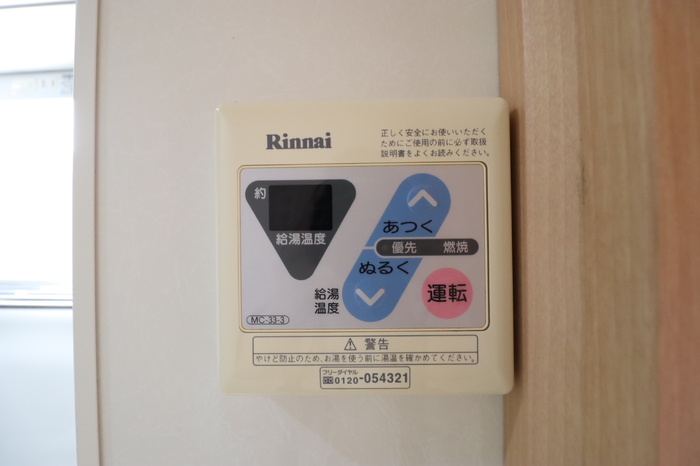 Rinnai
正しく安全にお使いいただく
ためにご使用の前に必ず取扱
説明書をよくお読みください。
約
給湯温度
あつく
優先 燃焼
ぬるく
給湯
温度
運転
MC-33-3
警告
やけど防止のため、お湯を使う前に湯温を確かめてください。
フリーダイヤル
0120-054321